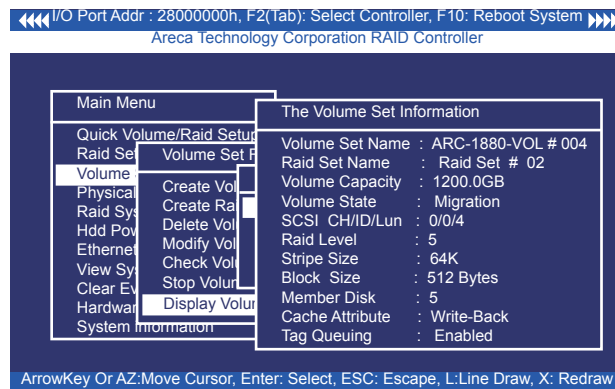 I/O Port Addr : 28000000h, F2(Tab): Select Controller, F10: Reboot System
Areca Technology Corporation RAID Controller
Main Menu
Quick Volume/Raid Setup
Raid Set
Volume
Physical
Raid Sys
Hdd Pow
Ethernet
View Sys
Clear Ev
Hardwar
System Information
Volume Set F
Create Vol
Create Ra
Delete Vol
Modify Vol
Check Volu
Stop Volum
Display Volu
The Volume Set Information
Volume Set Name : ARC-1880-VOL # 004
Raid Set Name : Raid Set # 02
Volume Capacity : 1200.0GB
Volume State : Migration
SCSI CH/ID/Lun : 0/0/4
Raid Level : 5
Stripe Size : 64K
Block Size : 512 Bytes
Member Disk : 5
Cache Attribute : Write-Back
Tag Queuing : Enabled
ArrowKey Or AZ:Move Cursor, Enter: Select, ESC: Escape, L:Line Draw, X: Redraw